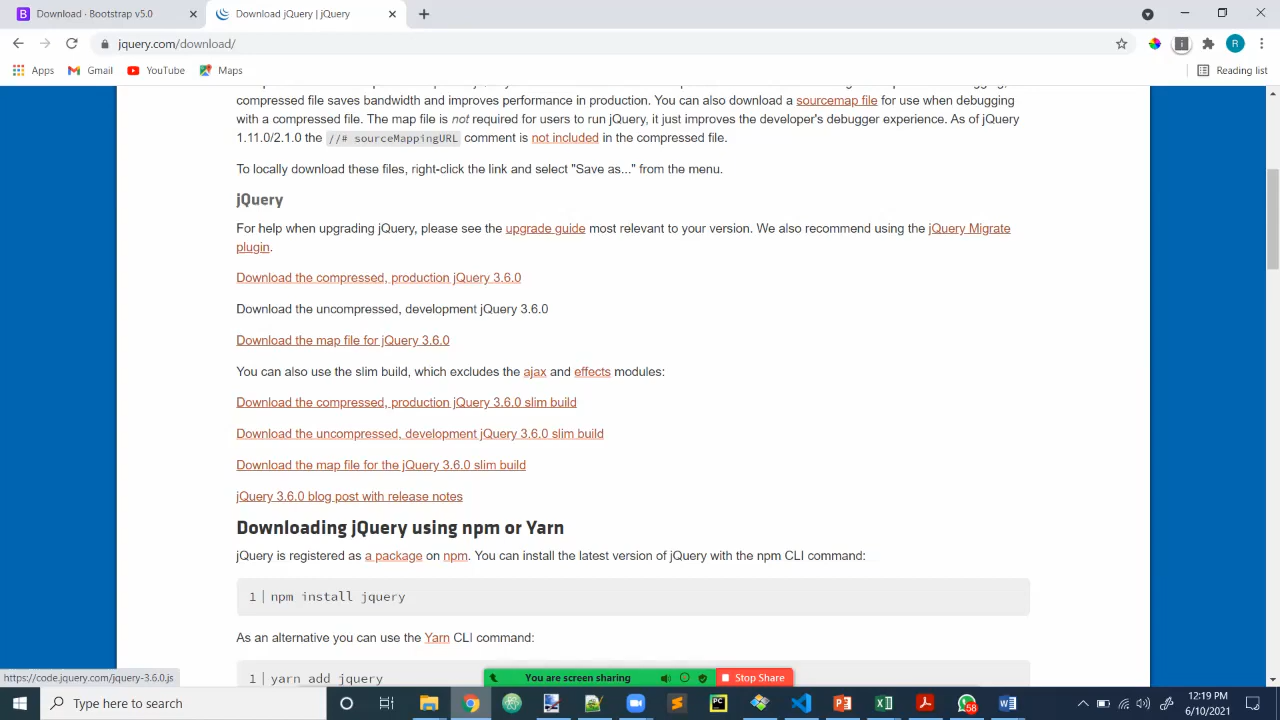 Download · Bootstrap v5.0
Download jQuery | jQuery
jquery.com/download/
R
Apps
Gmail
YouTube
Maps
Reading list
compressed file saves bandwidth and improves performance in production. You can also download a sourcemap file for use when debugging
with a compressed file. The map file is not required for users to run jQuery, it just improves the developer's debugger experience. As of jQuery
1.11.0/2.1.0 the //# sourceMappingURL comment is not included in the compressed file.
To locally download these files, right-click the link and select "Save as..." from the menu.
jQuery
For help when upgrading jQuery, please see the upgrade guide most relevant to your version. We also recommend using the jQuery Migrate
plugin.
Download the compressed, production jQuery 3.6.0
Download the uncompressed, development jQuery 3.6.0
Download the map file for jQuery 3.6.0
You can also use the slim build, which excludes the ajax and effects modules:
Download the compressed, production jQuery 3.6.0 slim build
Download the uncompressed, development jQuery 3.6.0 slim build
Download the map file for the jQuery 3.6.0 slim build
jQuery 3.6.0 blog post with release notes
Downloading jQuery using npm or Yarn
jQuery is registered as a package on npm. You can install the latest version of jQuery with the npm CLI command:
1 npm install jquery
As an alternative you can use the Yarn CLI command:
1 yarn add jquery
https://code.jquery.com/jquery-3.6.0.js
You are screen sharing
Stop Share
Type here to search
58
12:19 PM
6/10/2021